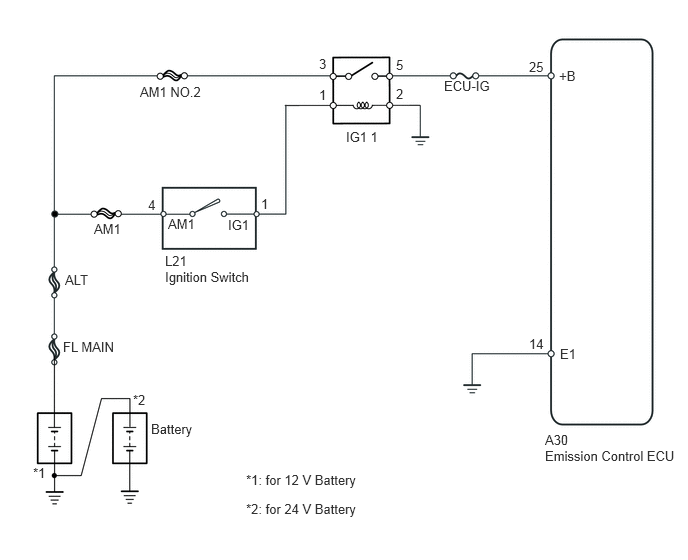 3
5
25
+B
AM1 NO.2
ECU-IG
1
2
IG1 1
4
1
AM1
IG1
AM1
L21
Ignition Switch
ALT
FL MAIN
14
E1
*2
Battery
*1
A30
Emission Control ECU
*1: for 12 V Battery
*2: for 24 V Battery